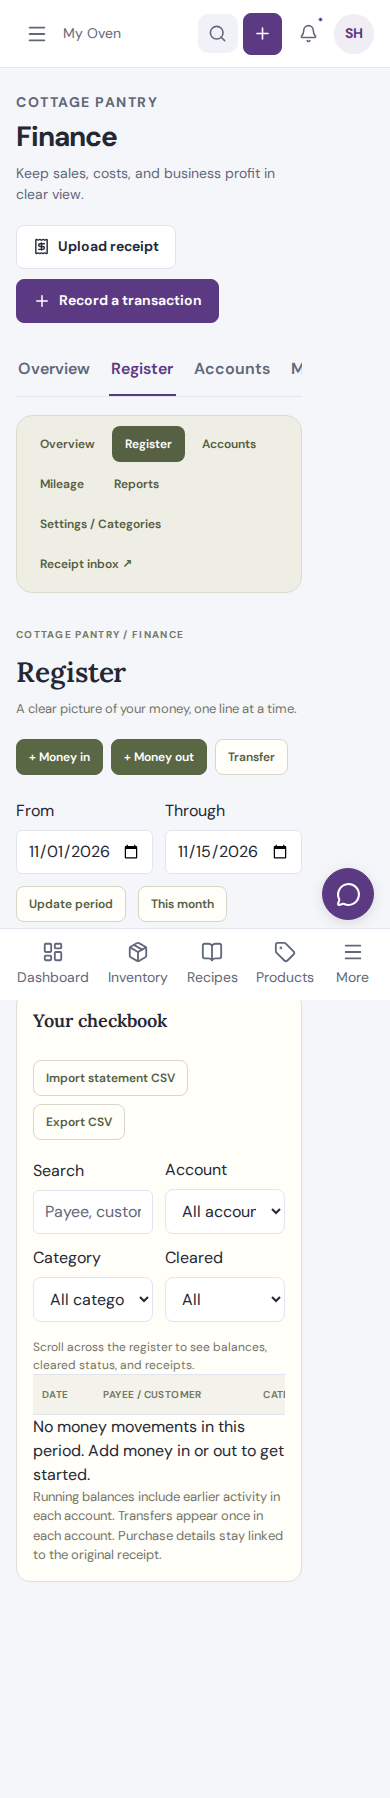 My Oven
SH
COTTAGE PANTRY
Finance
Keep sales, costs, and business profit in
clear view.
Upload receipt
+ Record a transaction
Overview Register Accounts M
Overview Register Accounts
Mileage Reports
Settings / Categories
Receipt inbox ↗
COTTAGE PANTRY / FINANCE
Register
A clear picture of your money, one line at a time.
+ Money in + Money out Transfer
From Through
11/01/2026 11/15/2026
Update period This month
Dashboard Inventory Recipes Products More
Your checkbook
Import statement CSV
Export CSV
Search Account
Payee, custor All accour
Category Cleared
All catego All
Scroll across the register to see balances,
cleared status, and receipts.
DATE PAYEE / CUSTOMER CATE
No money movements in this
period. Add money in or out to get
started.
Running balances include earlier activity in
each account. Transfers appear once in
each account. Purchase details stay linked
to the original receipt.